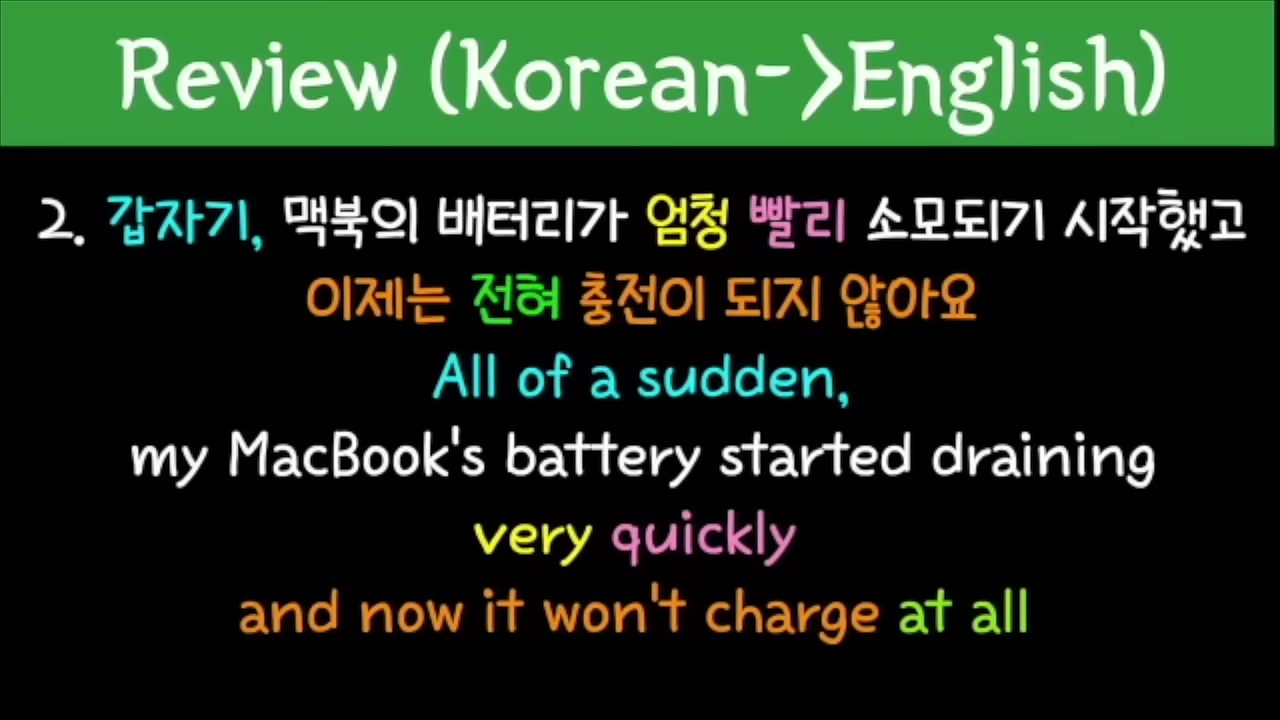 Review (Korean->English)
2. 갑자기, 맥북의 배터리가 엄청 빨리 소모되기 시작했고
이제는 전혀 충전이 되지 않아요
All of a sudden,
my MacBook's battery started draining
very quickly
and now it won't charge at all